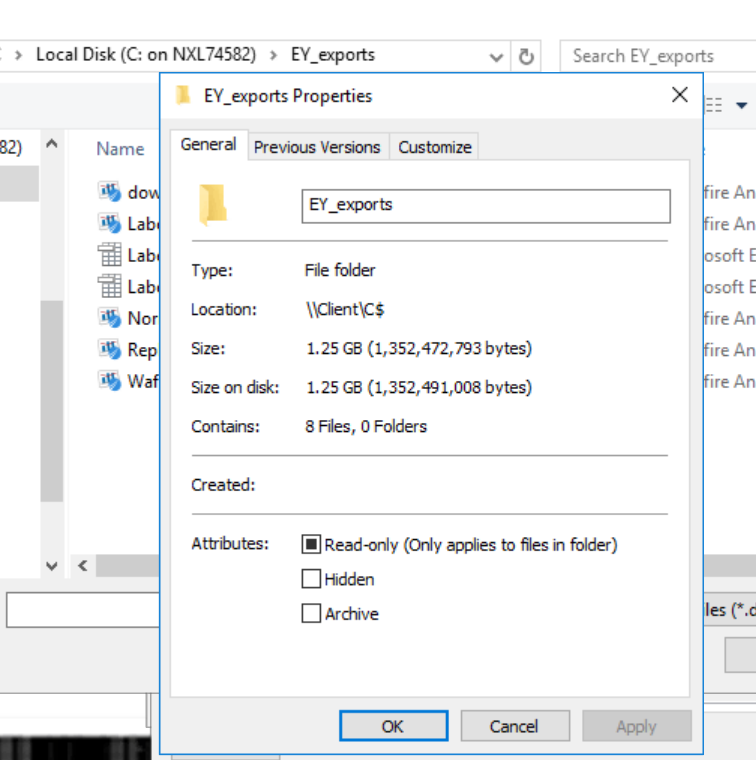 Local Disk (C: on NXL74582) > EY_exports
Search EY_exports
EY_exports Properties
82)
Name
General
Previous Versions
Customize
dow
fire An
EY_exports
Labe
fire An
Labe
osoft E
Type: File folder
Labe
osoft E
Location: \\Client\C$
Nor
fire An
Size: 1.25 GB (1,352,472,793 bytes)
Rep
fire An
Size on disk: 1.25 GB (1,352,491,008 bytes)
Waf
fire An
Contains: 8 Files, 0 Folders
Created:
Attributes: Read-only (Only applies to files in folder)
Hidden
Archive
les (*.d
OK
Cancel
Apply